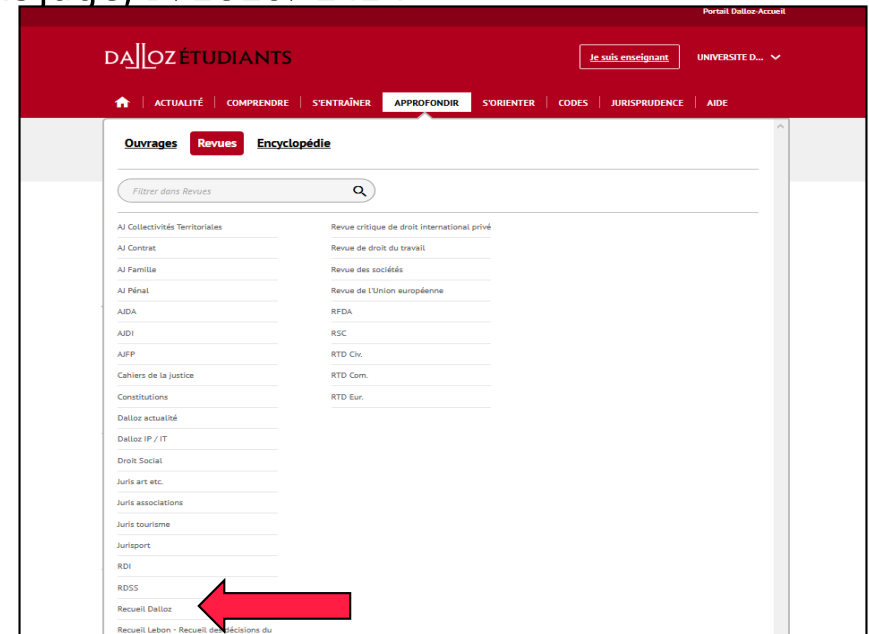 Portail Dalloz-Accueil
DALLOZ ÉTUDIANTS
Je suis enseignant
UNIVERSITE D...
ACTUALITÉ
COMPRENDRE
S'ENTRAÎNER
APPROFONDIR
S'ORIENTER
CODES
JURISPRUDENCE
AIDE
Ouvrages
Revues
Encyclopédie
Filtrer dans Revues
AJ Collectivités Territoriales
AJ Contrat
AJ Famille
AJ Pénal
AJDA
AJDI
AJFP
Cahiers de la justice
Constitutions
Dalloz actualité
Dalloz IP / IT
Droit Social
Juris art etc.
Juris associations
Juris tourisme
Jurisport
RDI
RDSS
Recueil Dalloz
Recueil Lebon - Recueil des décisions du
Revue critique de droit international privé
Revue de droit du travail
Revue des sociétés
Revue de l'Union européenne
RFDA
RSC
RTD Civ.
RTD Com.
RTD Eur.